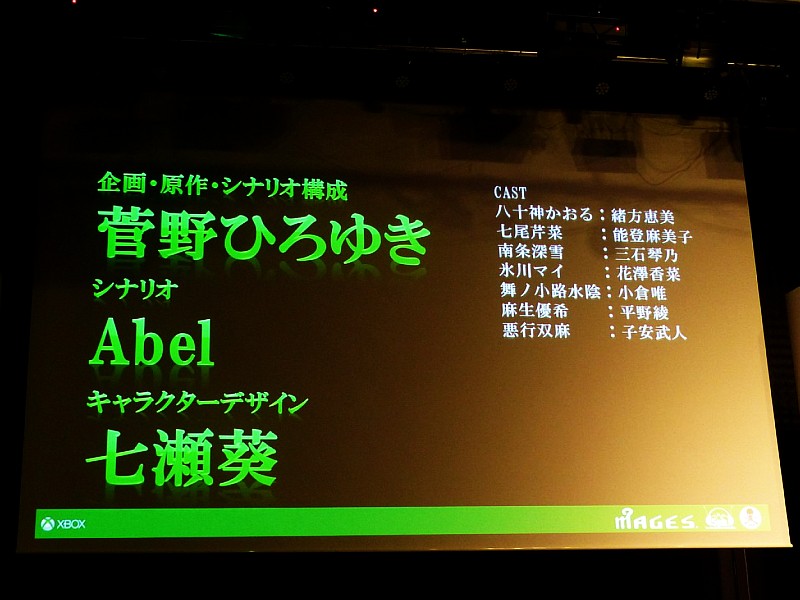 企画・原作・シナリオ構成
菅野ひろゆき
シナリオ
Abel
キャラクターデザイン
七瀬葵
CAST
八十神かおる：緒方恵美
七尾芹菜　　：能登麻美子
南条深雪　　：三石琴乃
氷川マイ　　：花澤香菜
舞ノ小路水陰：小倉唯
麻生優希　　：平野綾
悪行双麻　　：子安武人
XBOX
MAGES.